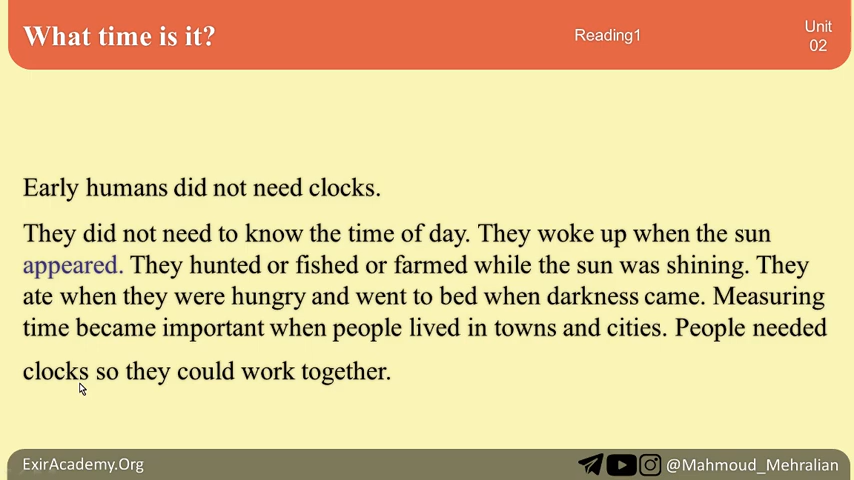 What time is it?
Reading1
Unit
02
Early humans did not need clocks.
They did not need to know the time of day. They woke up when the sun
appeared. They hunted or fished or farmed while the sun was shining. They
ate when they were hungry and went to bed when darkness came. Measuring
time became important when people lived in towns and cities. People needed
clocks so they could work together.
ExirAcademy.Org
@Mahmoud_Mehralian